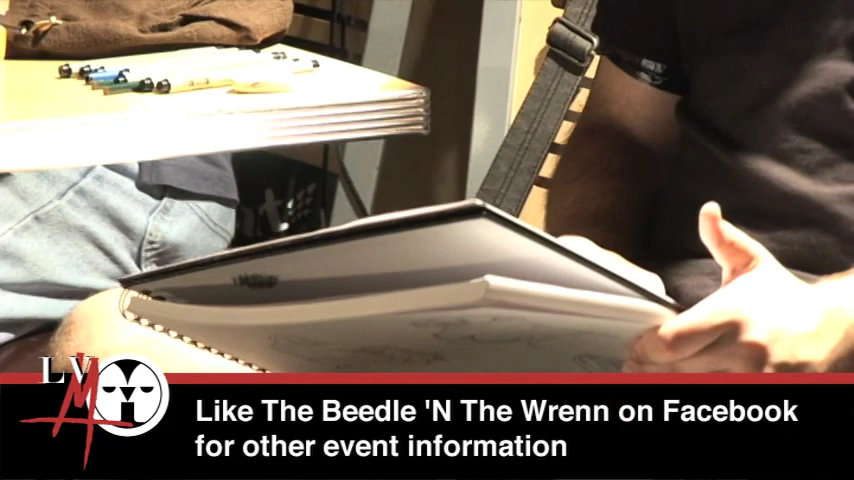 LV
M
Like The Beedle 'N The Wrenn on Facebook
for other event information